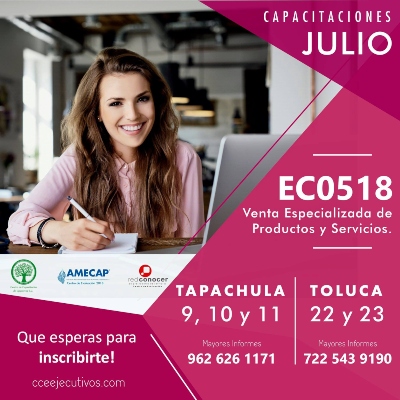 CAPACITACIONES
JULIO
EC0518
Venta Especializada de
Productos y Servicios.
AMECAP
red conocer
TAPACHULA
9, 10 y 11
Mayores Informes
962 626 1171
TOLUCA
22 y 23
Mayores Informes
722 543 9190
Que esperas para
inscribirte!
cceejecutivos.com